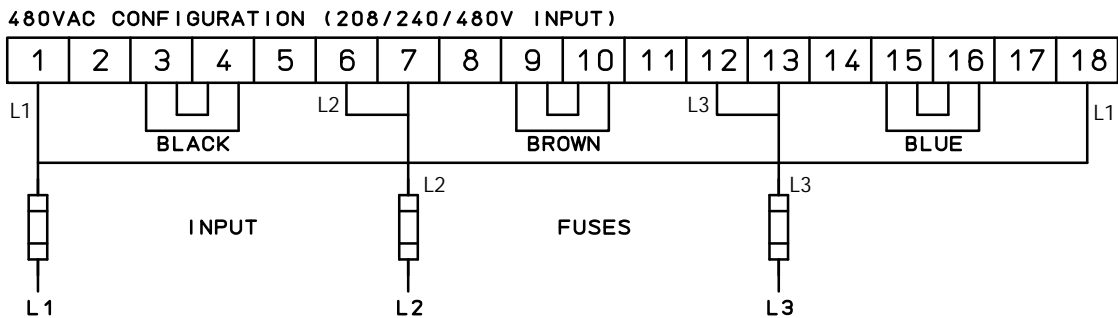 480VAC CONFIGURATION (208/240/480V INPUT)
1 2 3 4 5 6 7 8 9 10 11 12 13 14 15 16 17 18
L1 L2 L3 L1
BLACK BROWN BLUE
L2 L3
INPUT FUSES
L1 L2 L3